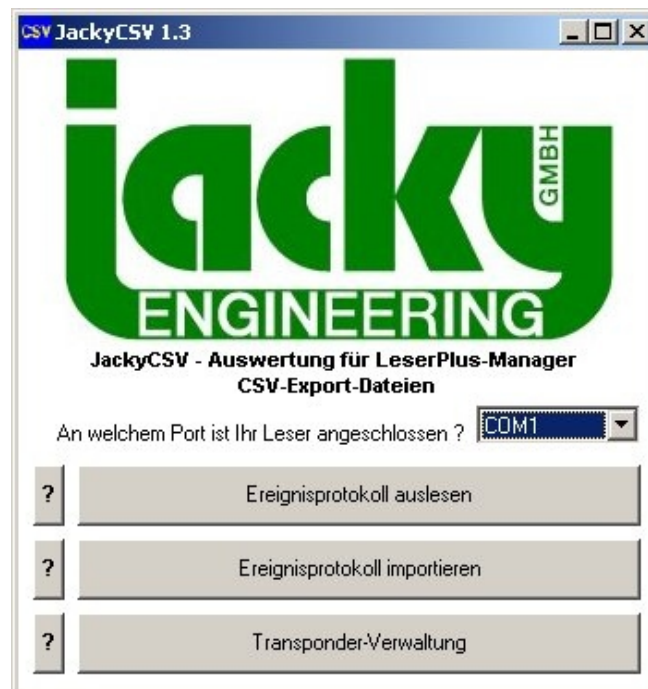 CSV JackyCSV 1.3
jacky
GMBH
ENGINEERING
JackyCSV - Auswertung für LeserPlus-Manager
CSV-Export-Dateien
An welchem Port ist Ihr Leser angeschlossen ? COM1
? Ereignisprotokoll auslesen
? Ereignisprotokoll importieren
? Transponder-Verwaltung